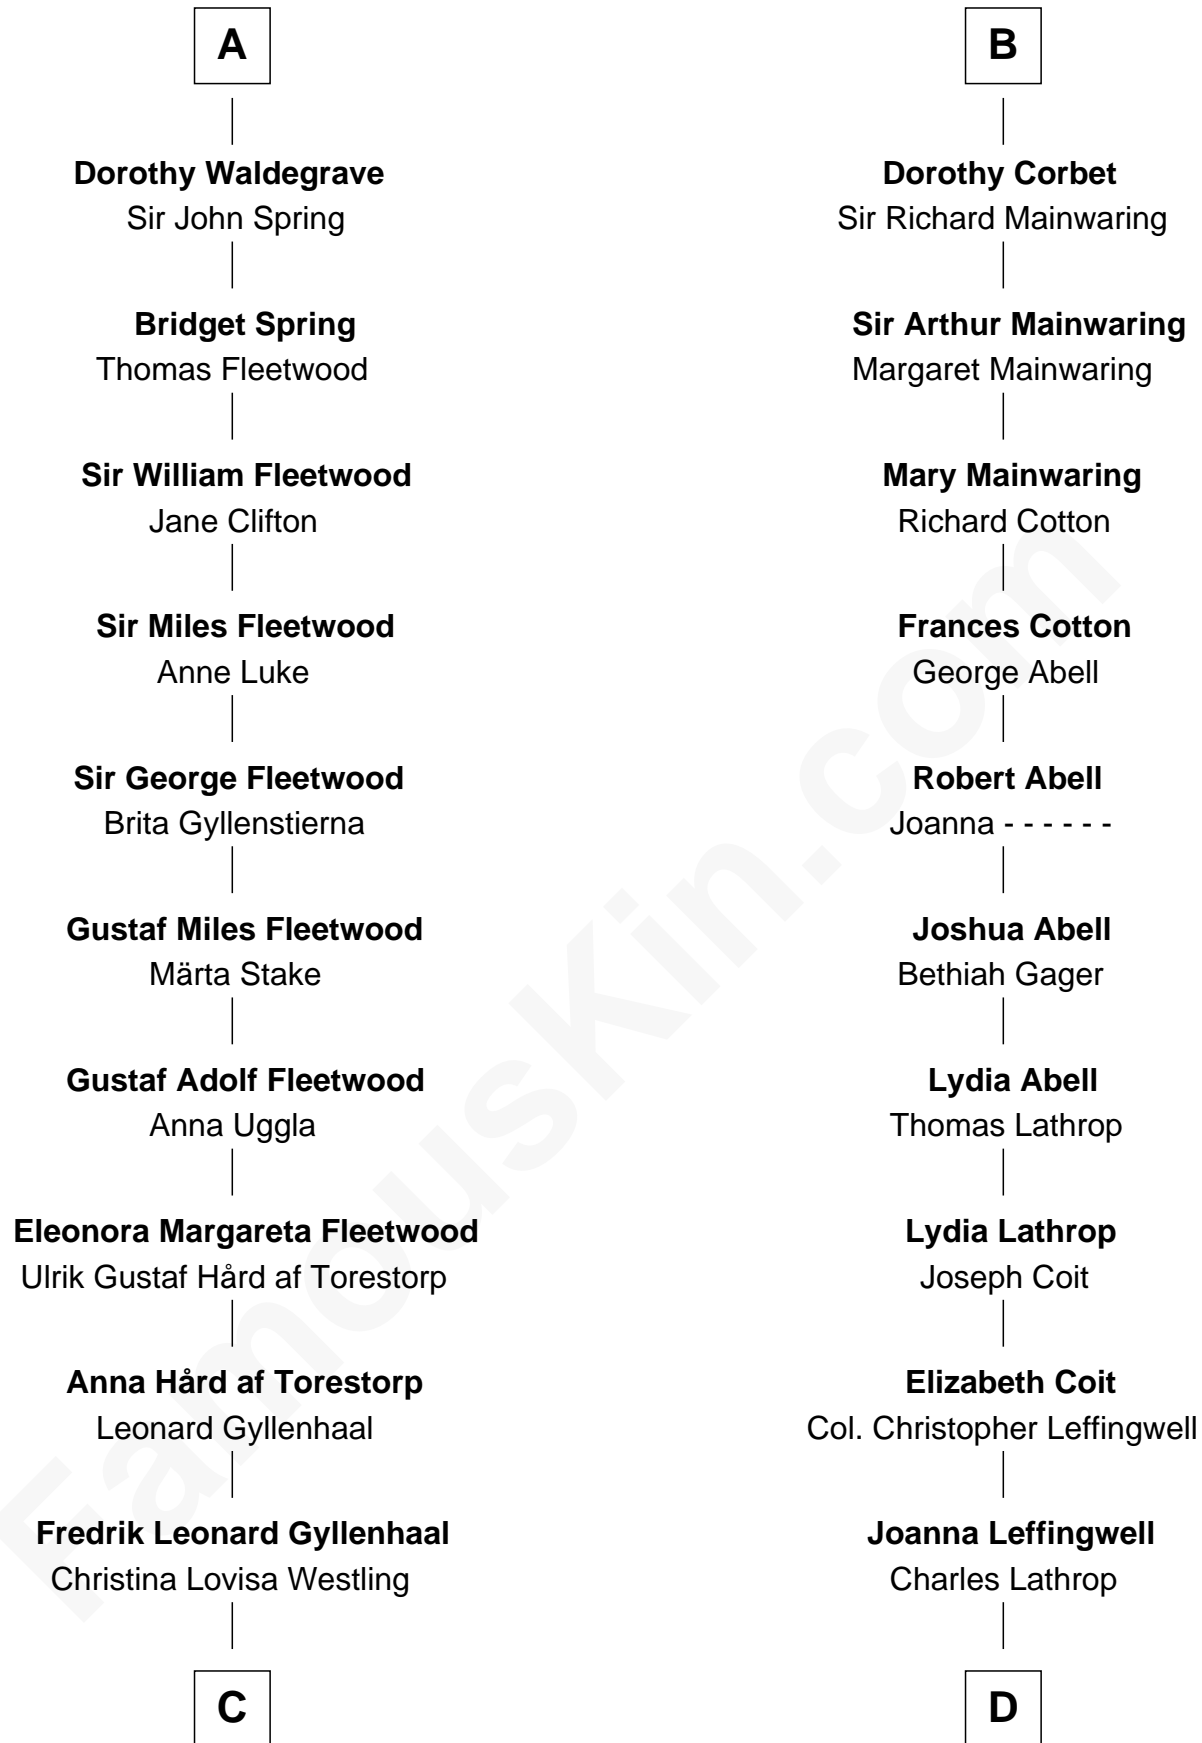 A
Dorothy Waldegrave
Sir John Spring
Bridget Spring
Thomas Fleetwood
Sir William Fleetwood
Jane Clifton
Sir Miles Fleetwood
Anne Luke
Sir George Fleetwood
Brita Gyllenstierna
Gustaf Miles Fleetwood
Märta Stake
Gustaf Adolf Fleetwood
Anna Uggla
Eleonora Margareta Fleetwood
Ulrik Gustaf Hård af Torestorp
Anna Hård af Torestorp
Leonard Gyllenhaal
Fredrik Leonard Gyllenhaal
Christina Lovisa Westling
C
B
Dorothy Corbet
Sir Richard Mainwaring
Sir Arthur Mainwaring
Margaret Mainwaring
Mary Mainwaring
Richard Cotton
Frances Cotton
George Abell
Robert Abell
Joanna - - - - - -
Joshua Abell
Bethiah Gager
Lydia Abell
Thomas Lathrop
Lydia Lathrop
Joseph Coit
Elizabeth Coit
Col. Christopher Leffingwell
Joanna Leffingwell
Charles Lathrop
D
FamousKin.com